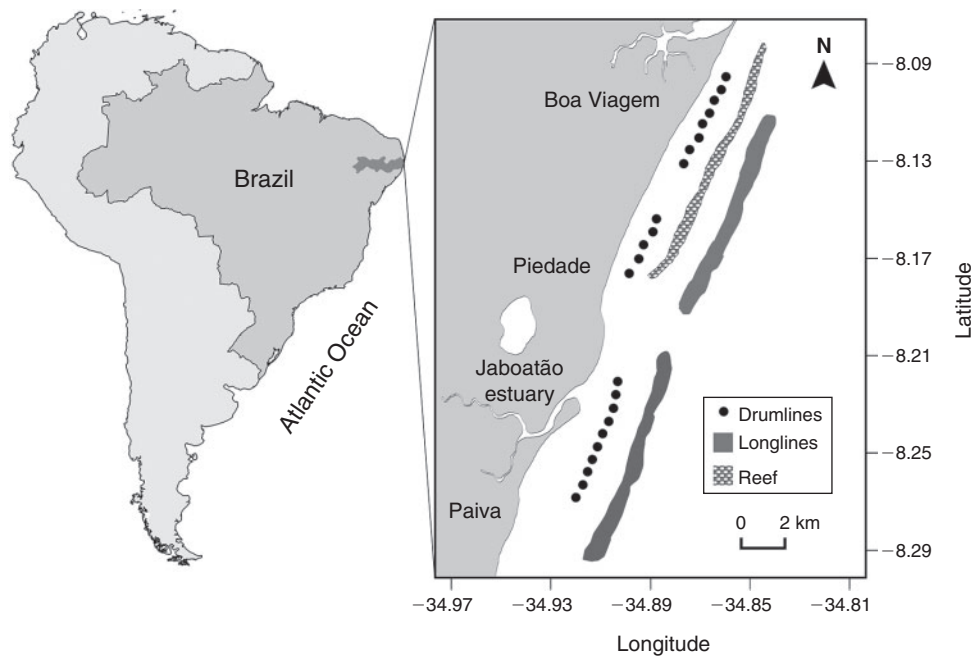 Brazil
Atlantic Ocean
N
Boa Viagem
Piedade
Jaboatão
estuary
Paiva
Drumlines
Longlines
Reef
0 2 km
−8.09
−8.13
−8.17
−8.21
−8.25
−8.29
Latitude
−34.97 −34.93 −34.89 −34.85 −34.81
Longitude